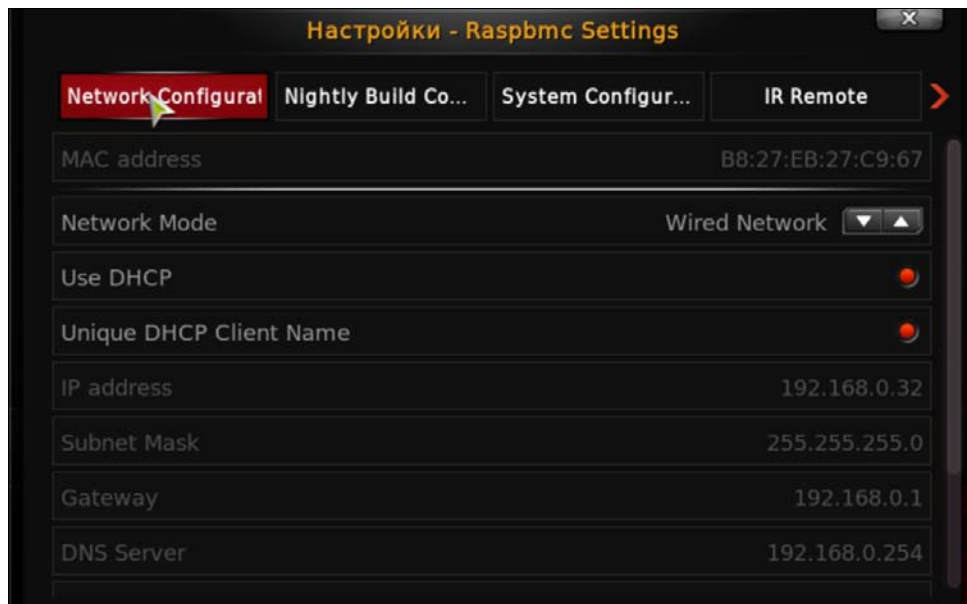 Настройки - Raspbmc Settings
X
Network Configurat Nightly Build Co... System Configur... IR Remote
MAC address B8:27:EB:27:C9:67
Network Mode Wired Network
Use DHCP
Unique DHCP Client Name
IP address 192.168.0.32
Subnet Mask 255.255.255.0
Gateway 192.168.0.1
DNS Server 192.168.0.254